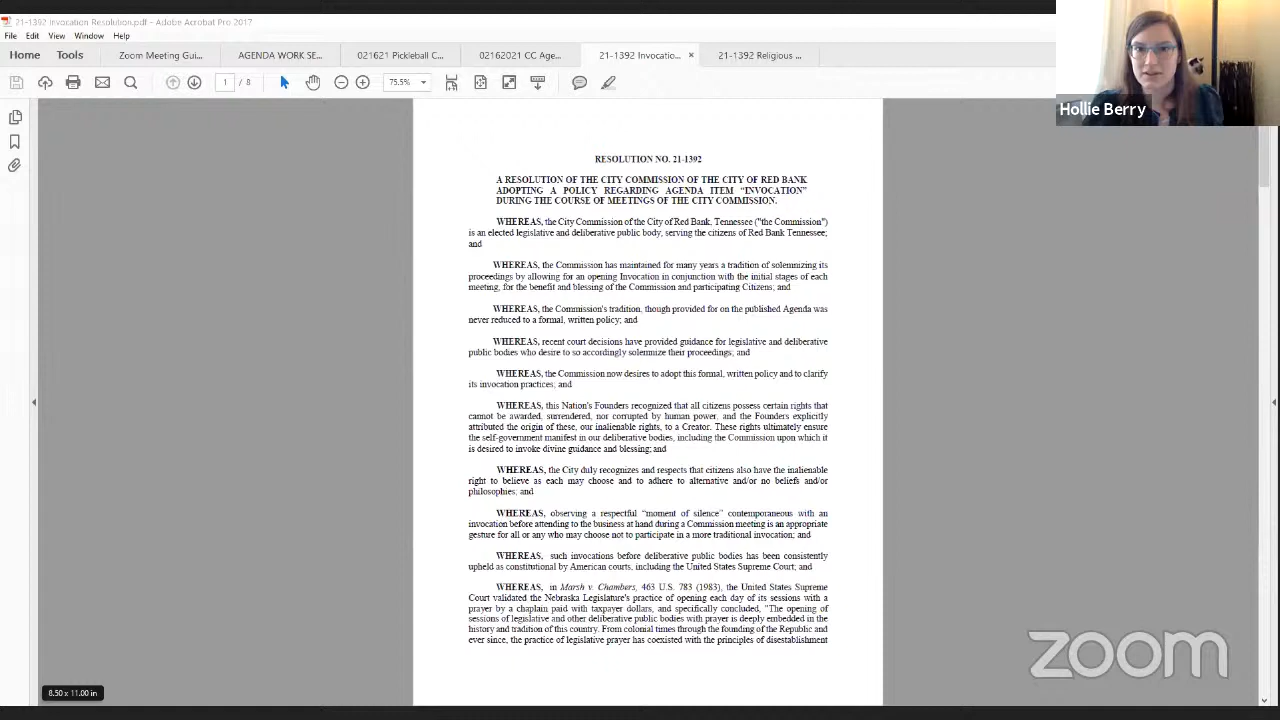 21-1392 Invocation Resolution.pdf - Adobe Acrobat Pro 2017
File Edit View Window Help
Home Tools Zoom Meeting Gui... AGENDA WORK SE... 021621 Pickleball C... 02162021 CC Age... 21-1392 Invocatio... × 21-1392 Religious ...
1 / 8 75.5%
Hollie Berry
RESOLUTION NO. 21-1392
A RESOLUTION OF THE CITY COMMISSION OF THE CITY OF RED BANK
ADOPTING A POLICY REGARDING AGENDA ITEM "INVOCATION"
DURING THE COURSE OF MEETINGS OF THE CITY COMMISSION.
WHEREAS, the City Commission of the City of Red Bank, Tennessee ("the Commission")
is an elected legislative and deliberative public body, serving the citizens of Red Bank Tennessee;
and
WHEREAS, the Commission has maintained for many years a tradition of solemnizing its
proceedings by allowing for an opening Invocation in conjunction with the initial stages of each
meeting, for the benefit and blessing of the Commission and participating Citizens; and
WHEREAS, the Commission's tradition, though provided for on the published Agenda was
never reduced to a formal, written policy; and
WHEREAS, recent court decisions have provided guidance for legislative and deliberative
public bodies who desire to so accordingly solemnize their proceedings; and
WHEREAS, the Commission now desires to adopt this formal, written policy and to clarify
its invocation practices; and
WHEREAS, this Nation's Founders recognized that all citizens possess certain rights that
cannot be awarded, surrendered, nor corrupted by human power, and the Founders explicitly
attributed the origin of these, our inalienable rights, to a Creator. These rights ultimately ensure
the self-government manifest in our deliberative bodies, including the Commission upon which it
is desired to invoke divine guidance and blessing; and
WHEREAS, the City duly recognizes and respects that citizens also have the inalienable
right to believe as each may choose and to adhere to alternative and/or no beliefs and/or
philosophies; and
WHEREAS, observing a respectful "moment of silence" contemporaneous with an
invocation before attending to the business at hand during a Commission meeting is an appropriate
gesture for all or any who may choose not to participate in a more traditional invocation; and
WHEREAS, such invocations before deliberative public bodies has been consistently
upheld as constitutional by American courts, including the United States Supreme Court; and
WHEREAS, in Marsh v. Chambers, 463 U.S. 783 (1983), the United States Supreme
Court validated the Nebraska Legislature's practice of opening each day of its sessions with a
prayer by a chaplain paid with taxpayer dollars, and specifically concluded, "The opening of
sessions of legislative and other deliberative public bodies with prayer is deeply embedded in the
history and tradition of this country. From colonial times through the founding of the Republic and
ever since, the practice of legislative prayer has coexisted with the principles of disestablishment
8.50 x 11.00 in
zoom